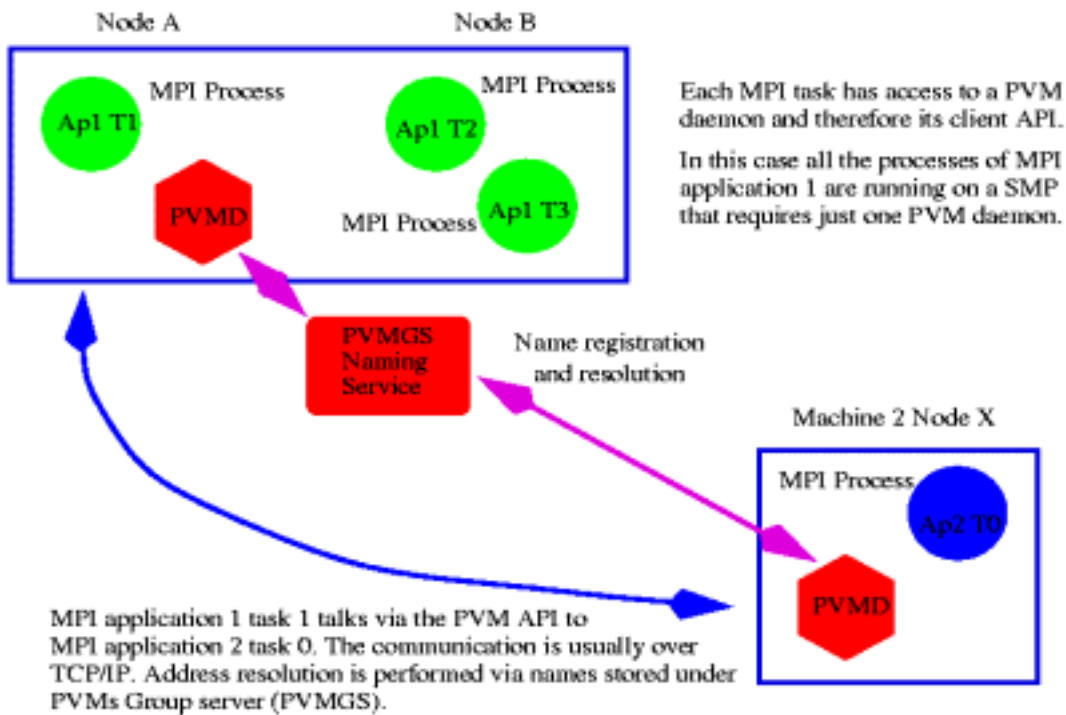 Node A
Node B
MPI Process
Ap1 T1
MPI Process
Ap1 T2
PVMD
MPI Process
Ap1 T3
Each MPI task has access to a PVM
daemon and therefore its client API.
In this case all the processes of MPI
application 1 are running on a SMP
that requires just one PVM daemon.
PVMGS
Naming
Service
Name registration
and resolution
Machine 2 Node X
MPI Process
Ap2 T0
PVMD
MPI application 1 task 1 talks via the PVM API to
MPI application 2 task 0. The communication is usually over
TCP/IP. Address resolution is performed via names stored under
PVMs Group server (PVMGS).